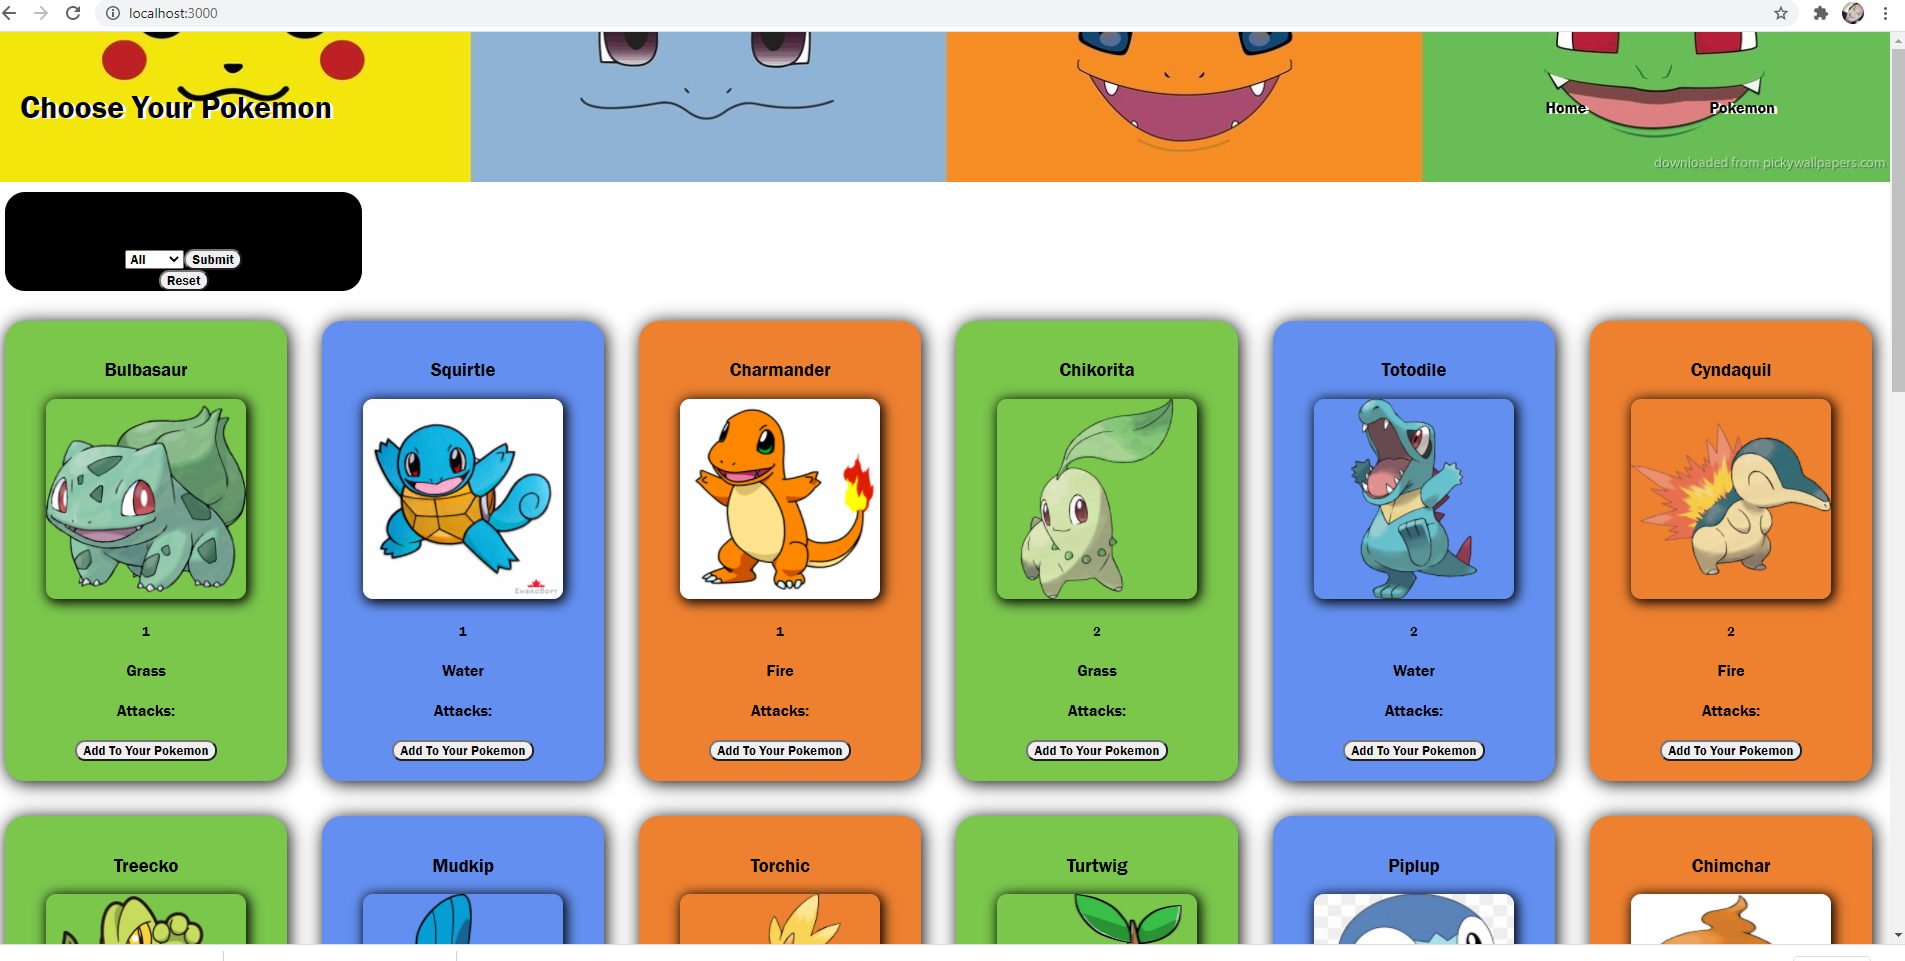 localhost:3000
Choose Your Pokemon
Home
Pokemon
downloaded from pickywallpapers.com
All
Submit
Reset
Bulbasaur
Squirtle
Charmander
Chikorita
Totodile
Cyndaquil
1
1
1
2
2
2
Grass
Water
Fire
Grass
Water
Fire
Attacks:
Attacks:
Attacks:
Attacks:
Attacks:
Attacks:
Add To Your Pokemon
Add To Your Pokemon
Add To Your Pokemon
Add To Your Pokemon
Add To Your Pokemon
Add To Your Pokemon
Treecko
Mudkip
Torchic
Turtwig
Piplup
Chimchar